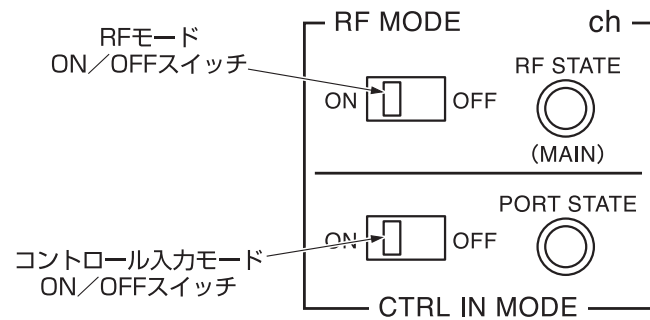 RFモード
ON／OFFスイッチ
RF MODE
ch
RF STATE
ON
OFF
(MAIN)
PORT STATE
ON
OFF
コントロール入力モード
ON／OFFスイッチ
CTRL IN MODE